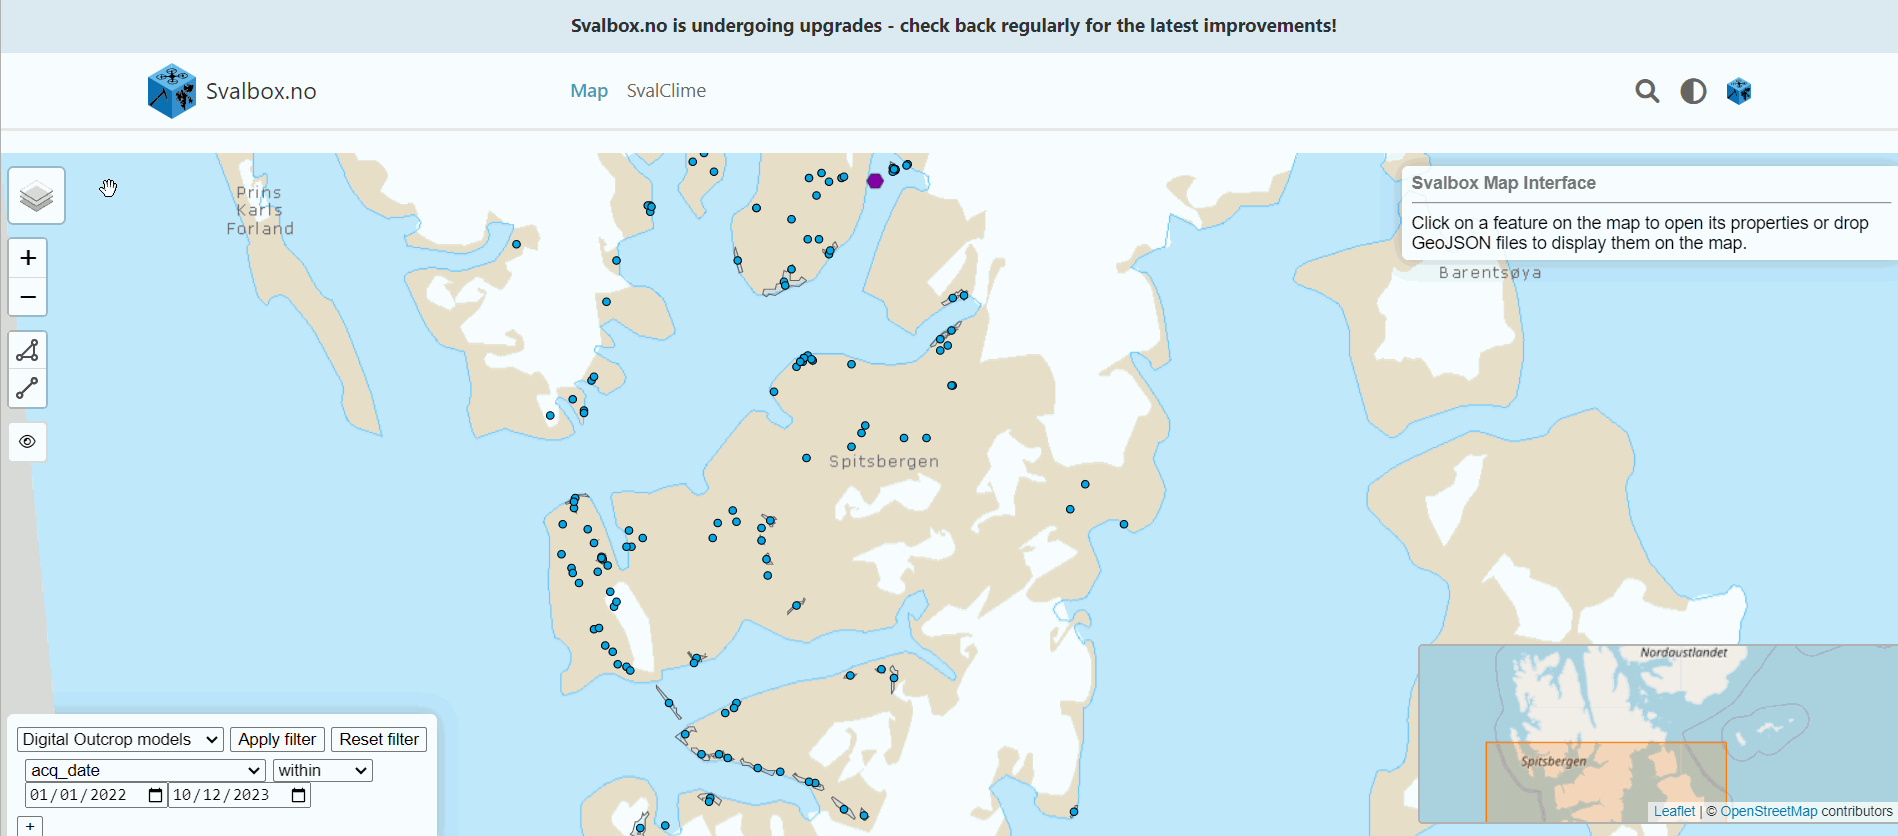 Svalbox.no is undergoing upgrades - check back regularly for the latest improvements!
Svalbox.no
Map
SvalClime
Prins
Karls
Forland
+
−
Svalbox Map Interface
Click on a feature on the map to open its properties or drop
GeoJSON files to display them on the map.
Barentsøya
Spitsbergen
Digital Outcrop models
Apply filter
Reset filter
acq_date
within
01/01/2022
10/12/2023
+
Nordaustlandet
Spitsbergen
Leaflet | © OpenStreetMap contributors